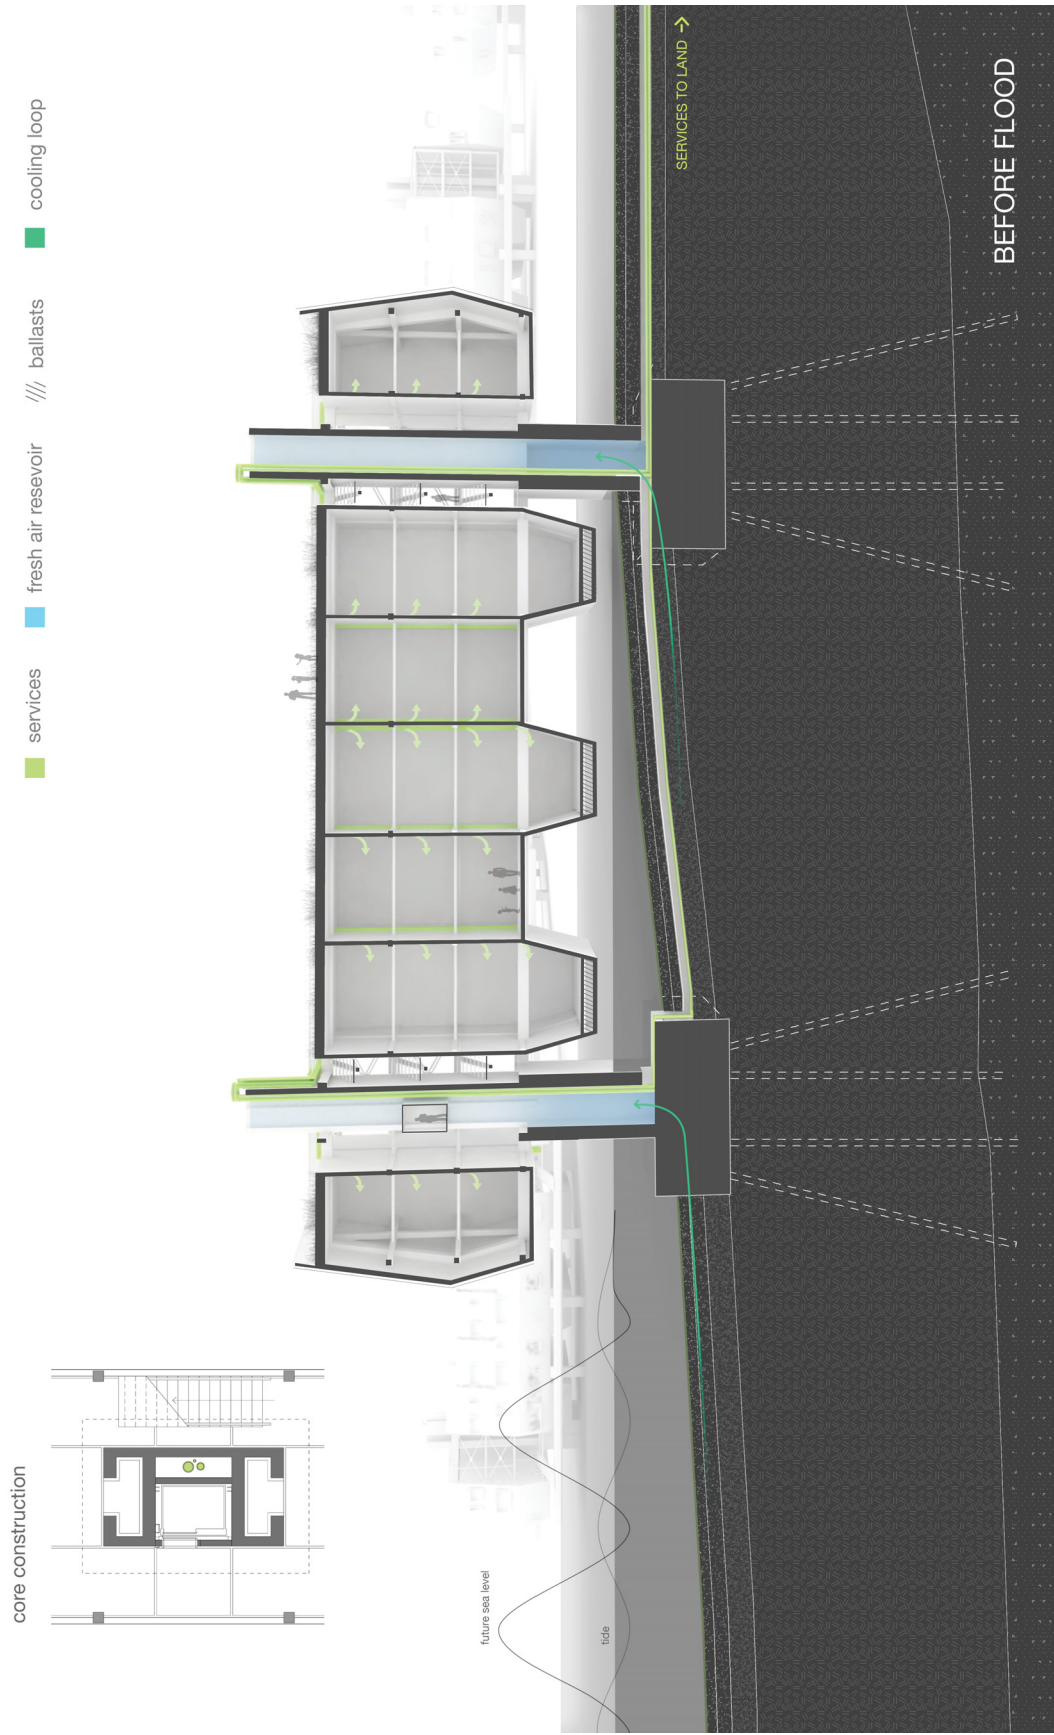 core construction
services
fresh air resevoir
ballasts
cooling loop
future sea level
tide
SERVICES TO LAND →
BEFORE FLOOD